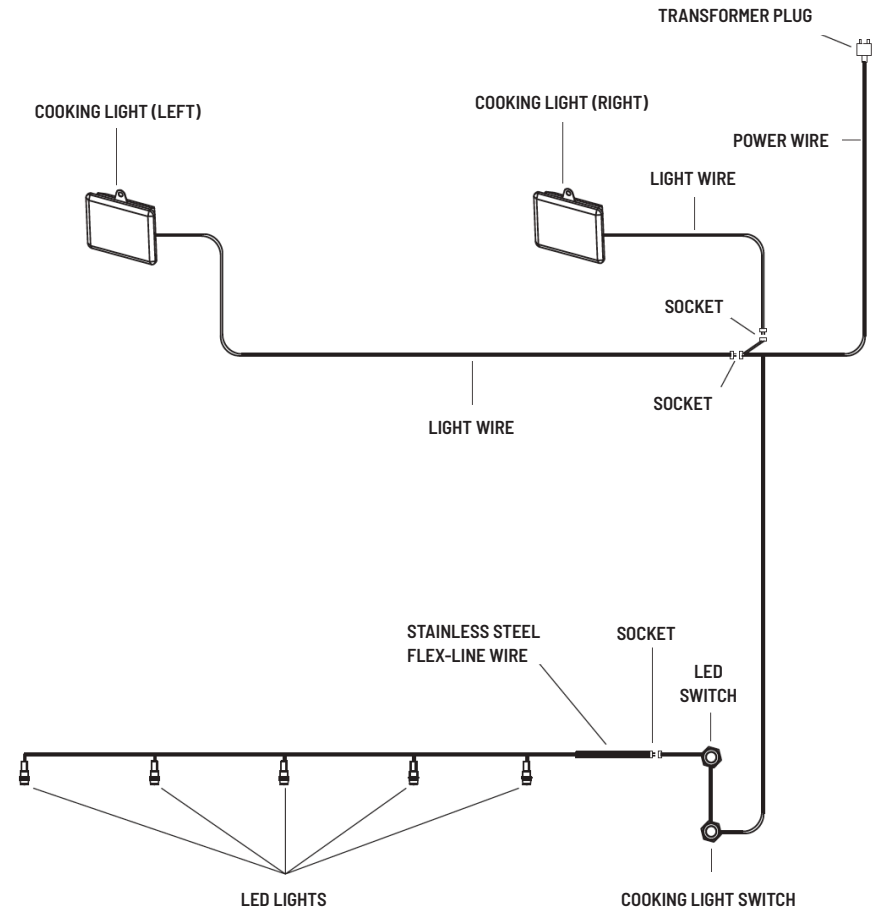 TRANSFORMER PLUG
COOKING LIGHT (LEFT)
COOKING LIGHT (RIGHT)
POWER WIRE
LIGHT WIRE
SOCKET
SOCKET
LIGHT WIRE
STAINLESS STEEL
FLEX-LINE WIRE
SOCKET
LED
SWITCH
LED LIGHTS
COOKING LIGHT SWITCH